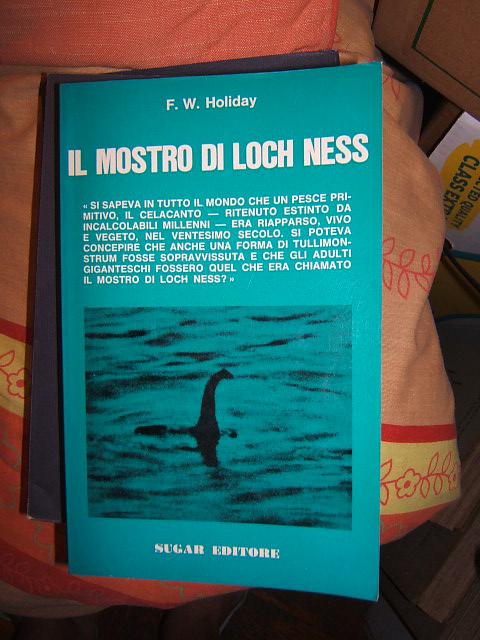 F. W. Holiday
IL MOSTRO DI LOCH NESS
« SI SAPEVA IN TUTTO IL MONDO CHE UN PESCE PRI-
MITIVO, IL CELACANTO — RITENUTO ESTINTO DA
INCALCOLABILI MILLENNI — ERA RIAPPARSO, VIVO
E VEGETO, NEL VENTESIMO SECOLO. SI POTEVA
CONCEPIRE CHE ANCHE UNA FORMA DI TULLIMON-
STRUM FOSSE SOPRAVVISSUTA E CHE GLI ADULTI
GIGANTESCHI FOSSERO QUEL CHE ERA CHIAMATO
IL MOSTRO DI LOCH NESS? »
SUGAR EDITORE
CLASS